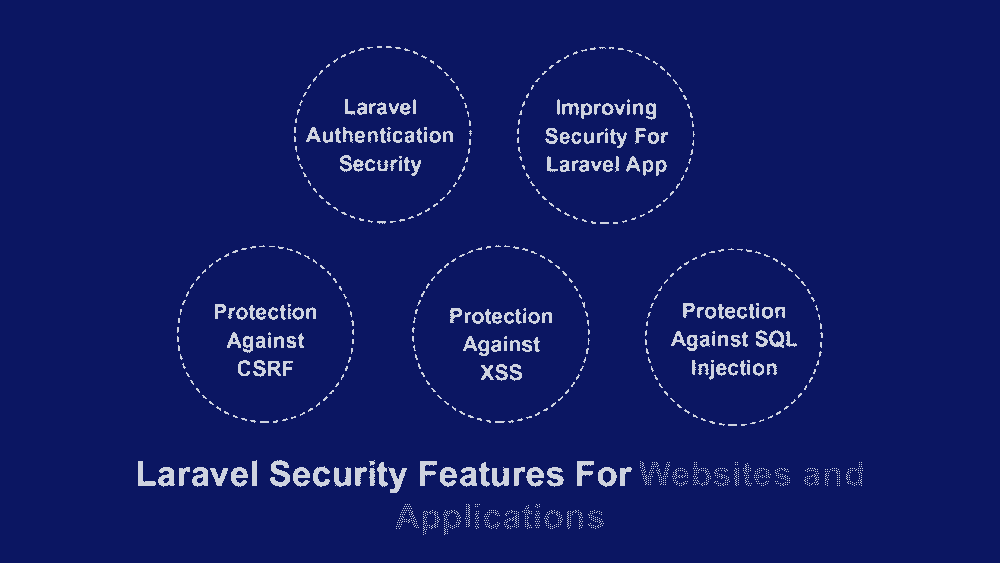 Laravel
Authentication
Security
Improving
Security For
Laravel App
Protection
Against
CSRF
Protection
Against
XSS
Protection
Against SQL
Injection
Laravel Security Features For Websites and
Applications